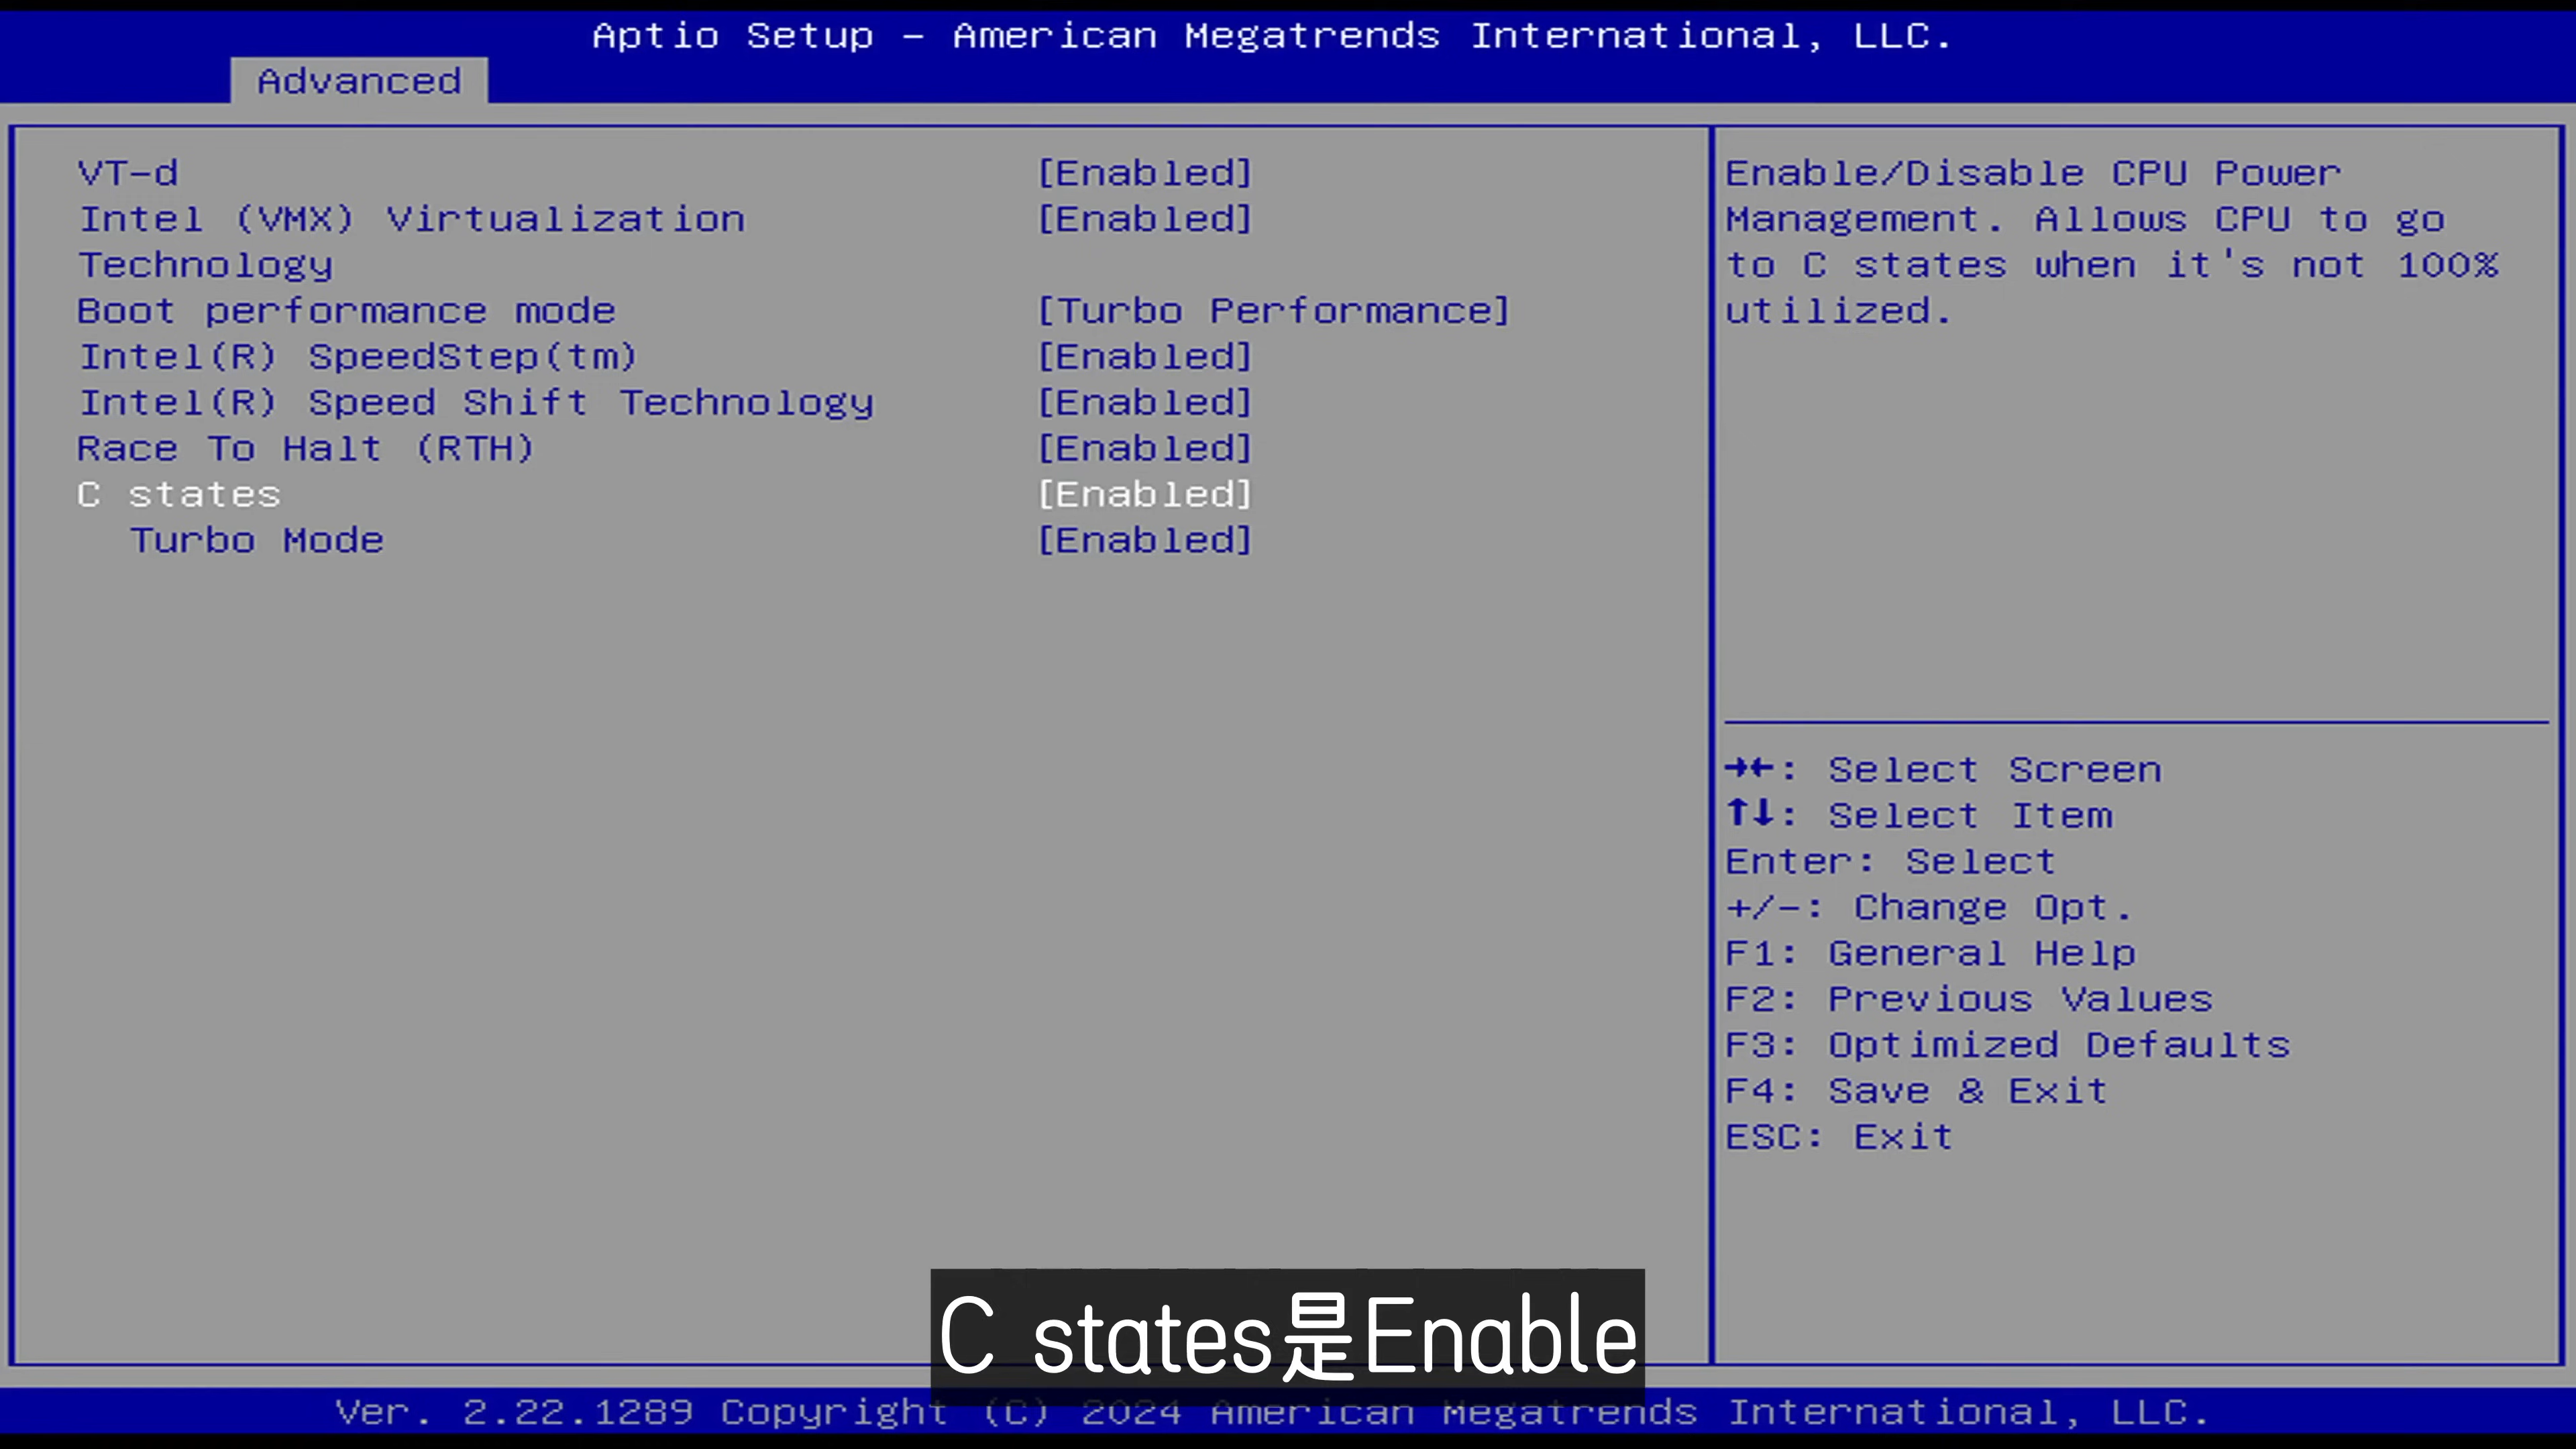 Aptio Setup – American Megatrends International, LLC.
Advanced
VT-d [Enabled]
Intel (VMX) Virtualization [Enabled]
Technology
Boot performance mode [Turbo Performance]
Intel(R) SpeedStep(tm) [Enabled]
Intel(R) Speed Shift Technology [Enabled]
Race To Halt (RTH) [Enabled]
C states [Enabled]
Turbo Mode [Enabled]
Enable/Disable CPU Power
Management. Allows CPU to go
to C states when it's not 100%
utilized.
→←: Select Screen
↑↓: Select Item
Enter: Select
+/-: Change Opt.
F1: General Help
F2: Previous Values
F3: Optimized Defaults
F4: Save & Exit
ESC: Exit
C states是Enable
Ver. 2.22.1289 Copyright (C) 2024 American Megatrends International, LLC.